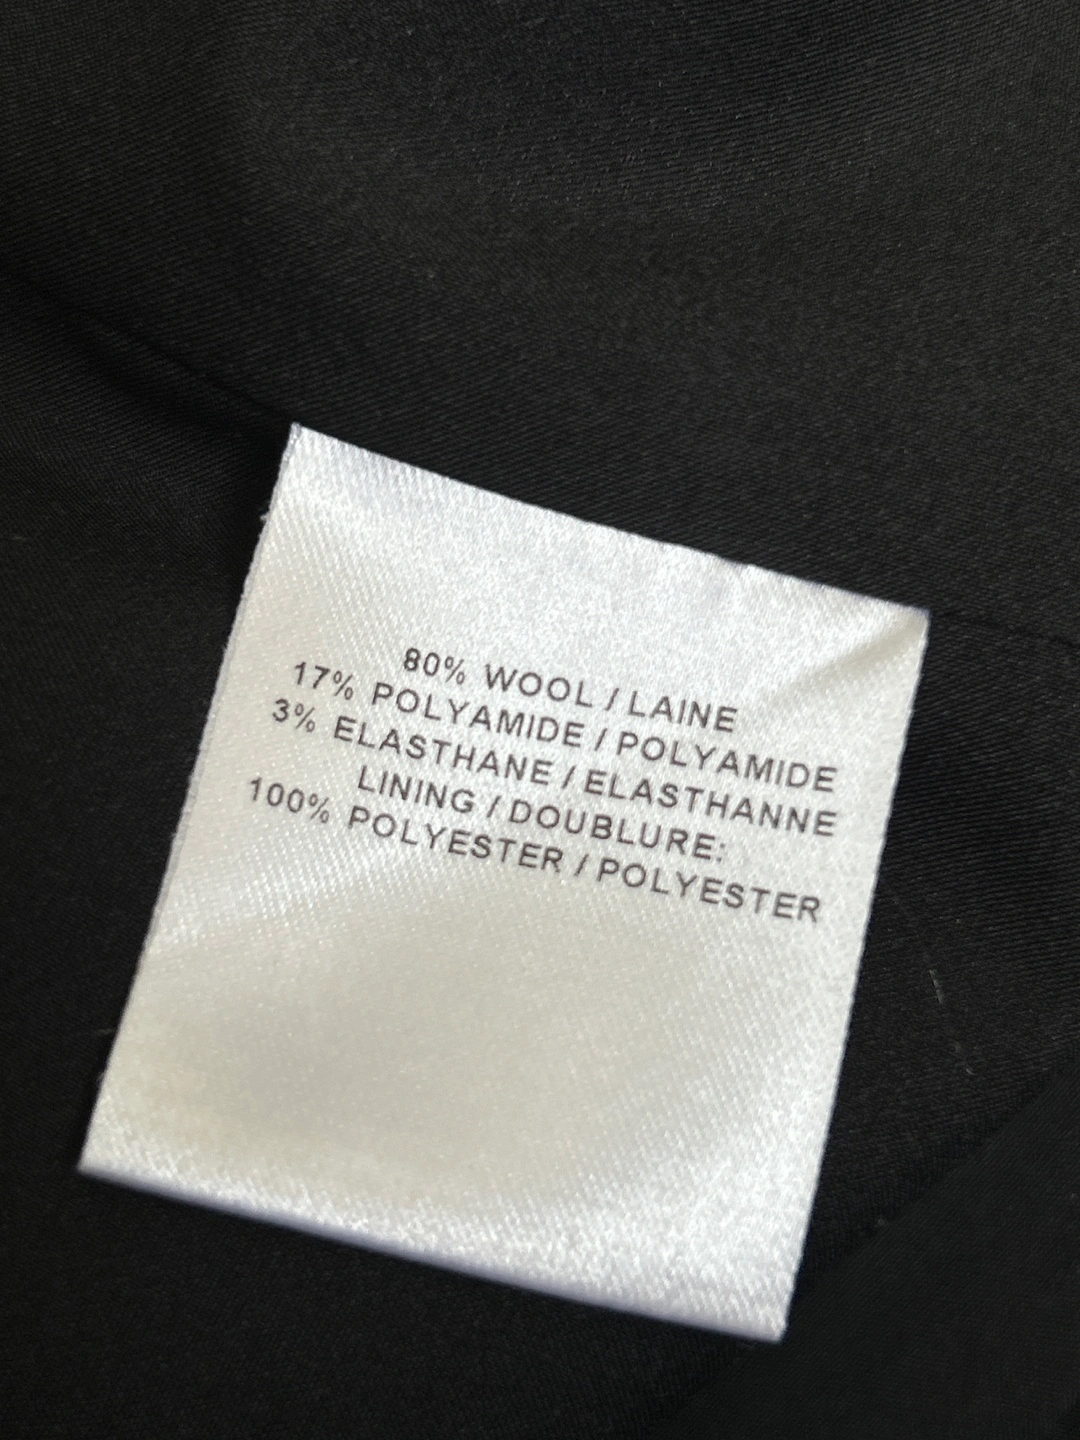 80% WOOL / LAINE
17% POLYAMIDE / POLYAMIDE
3% ELASTHANE / ELASTHANNE
LINING / DOUBLURE:
100% POLYESTER / POLYESTER